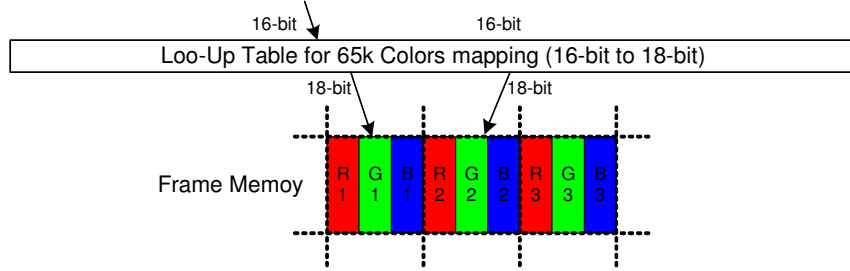 16-bit 16-bit
Loo-Up Table for 65k Colors mapping (16-bit to 18-bit)
18-bit 18-bit
R G B R G B R G B
Frame Memoy
1 1 1 2 2 2 3 3 3